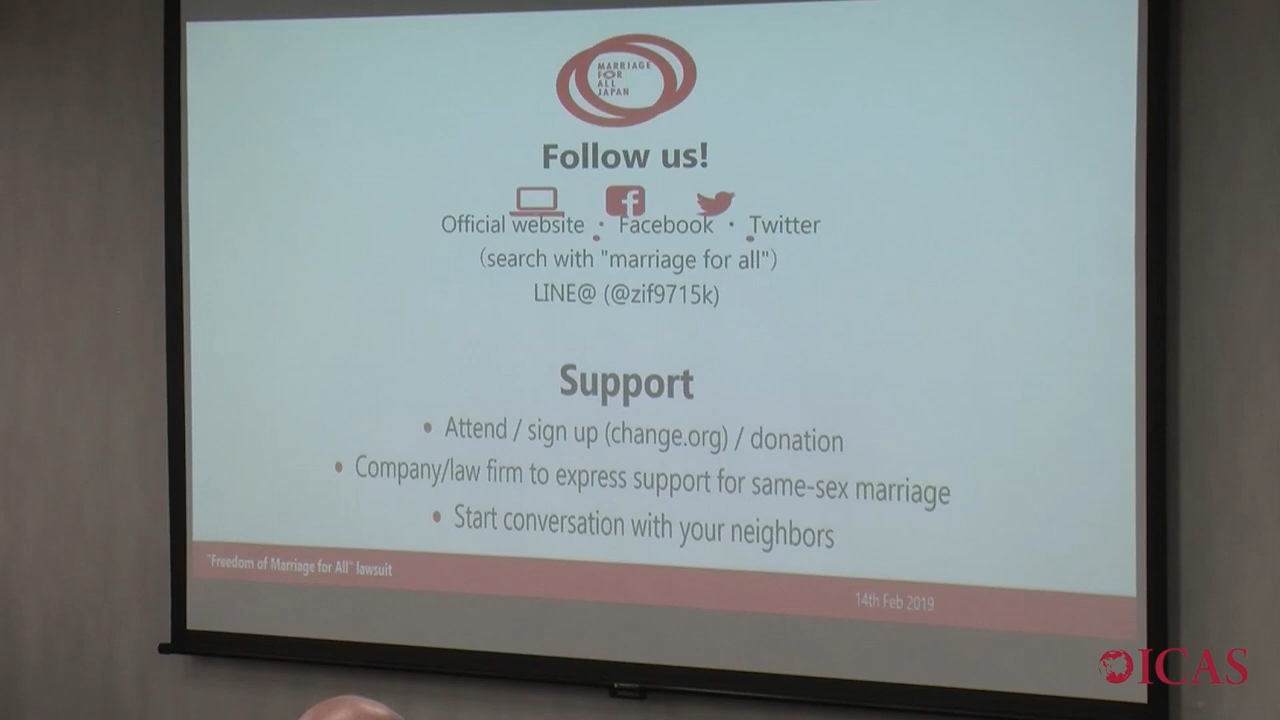 MARRIAGE
FOR
ALL
JAPAN
Follow us!
Official website ・ Facebook ・ Twitter
(search with "marriage for all")
LINE@ (@zif9715k)
Support
• Attend / sign up (change.org) / donation
• Company/law firm to express support for same-sex marriage
• Start conversation with your neighbors
"Freedom of Marriage for All" lawsuit
14th Feb 2019
ICAS